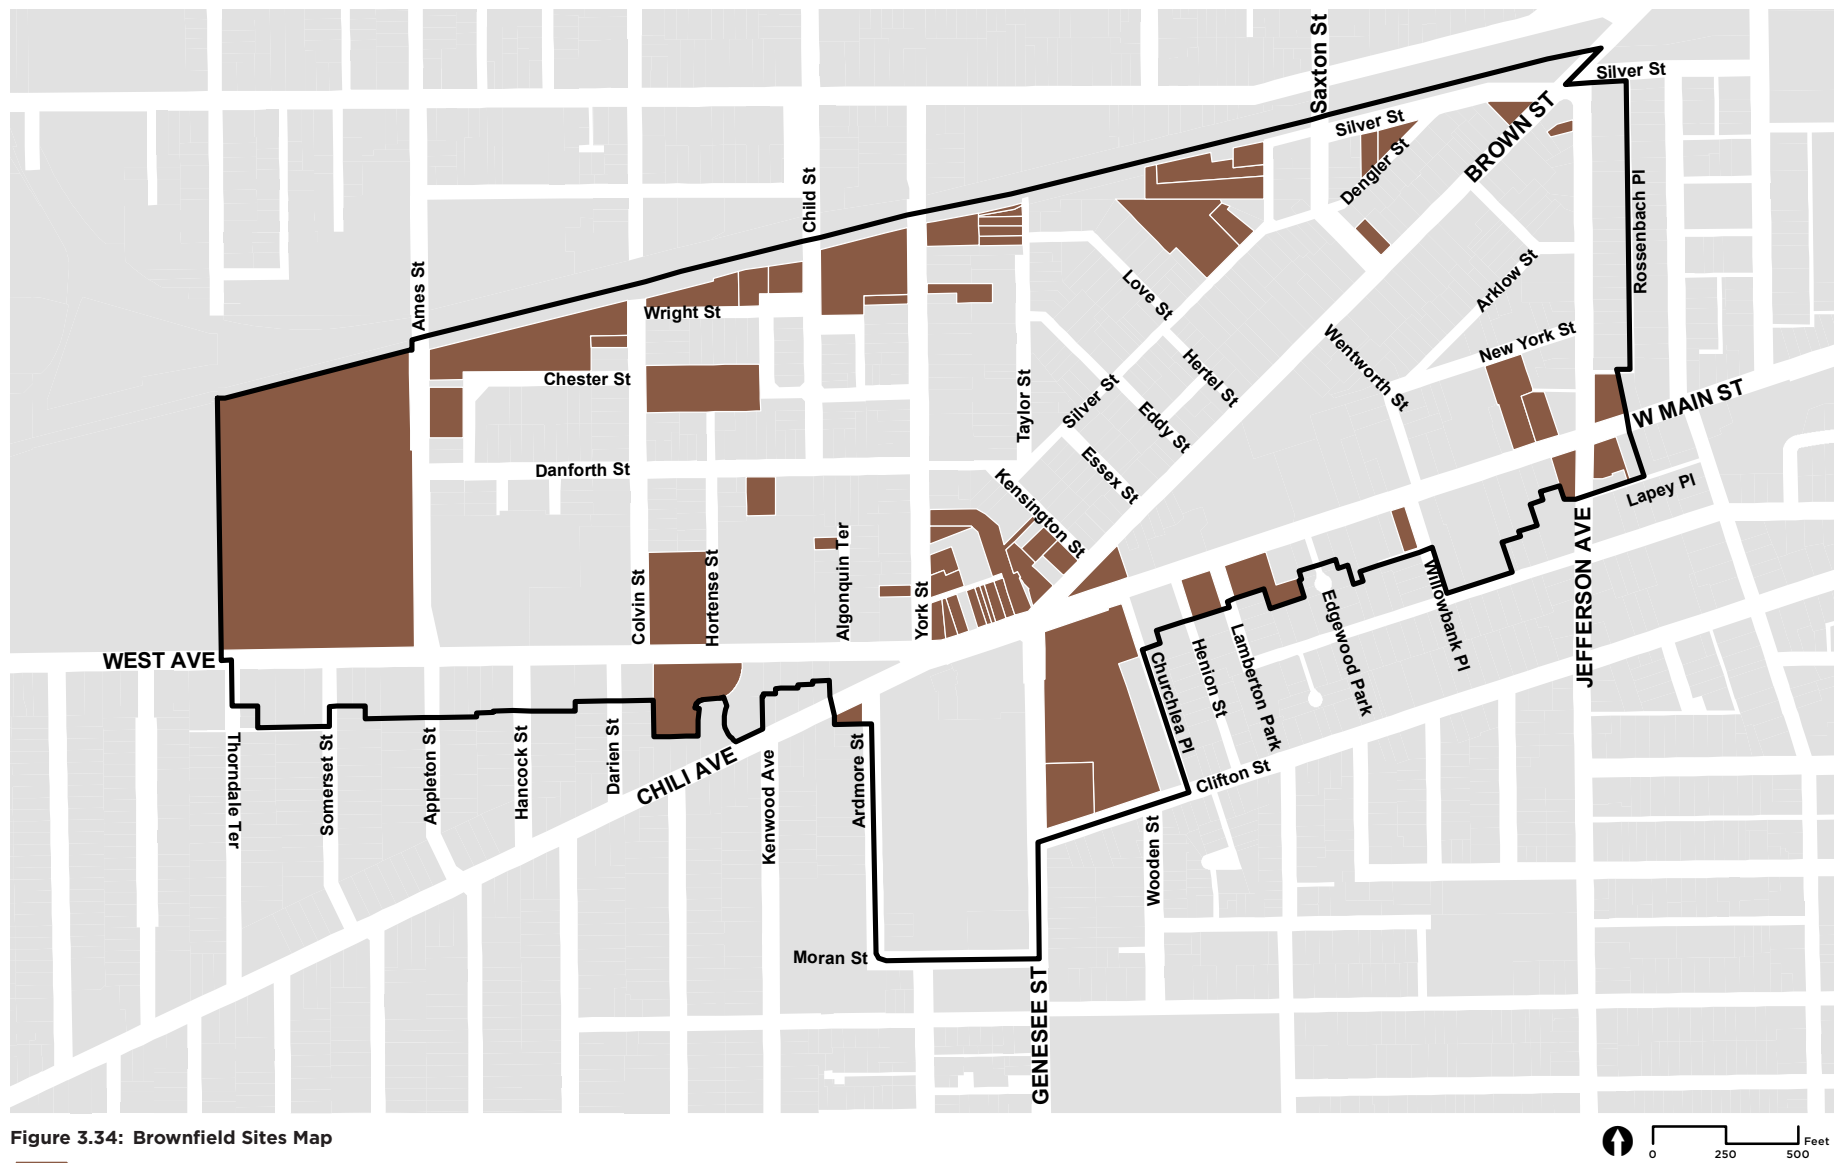 Saxton St
Silver St
Silver St
BROWN ST
Dengler St
Child St
Rossenbach Pl
Ames St
Love St
Arklow St
Wright St
Wentworth St
New York St
Hertel St
Chester St
Taylor St
Silver St
Eddy St
W MAIN ST
Danforth St
Essex St
Kensington St
Lapey Pl
Colvin St
Hortense St
Algonquin Ter
York St
JEFFERSON AVE
Willowbank Pl
Edgewood Park
WEST AVE
Lamberton Park
Henion St
Churchlea Pl
Thorndale Ter
Somerset St
Appleton St
Hancock St
Darien St
CHILI AVE
Kenwood Ave
Ardmore St
Clifton St
Wooden St
Moran St
GENESEE ST
Figure 3.34: Brownfield Sites Map
Feet
0 250 500